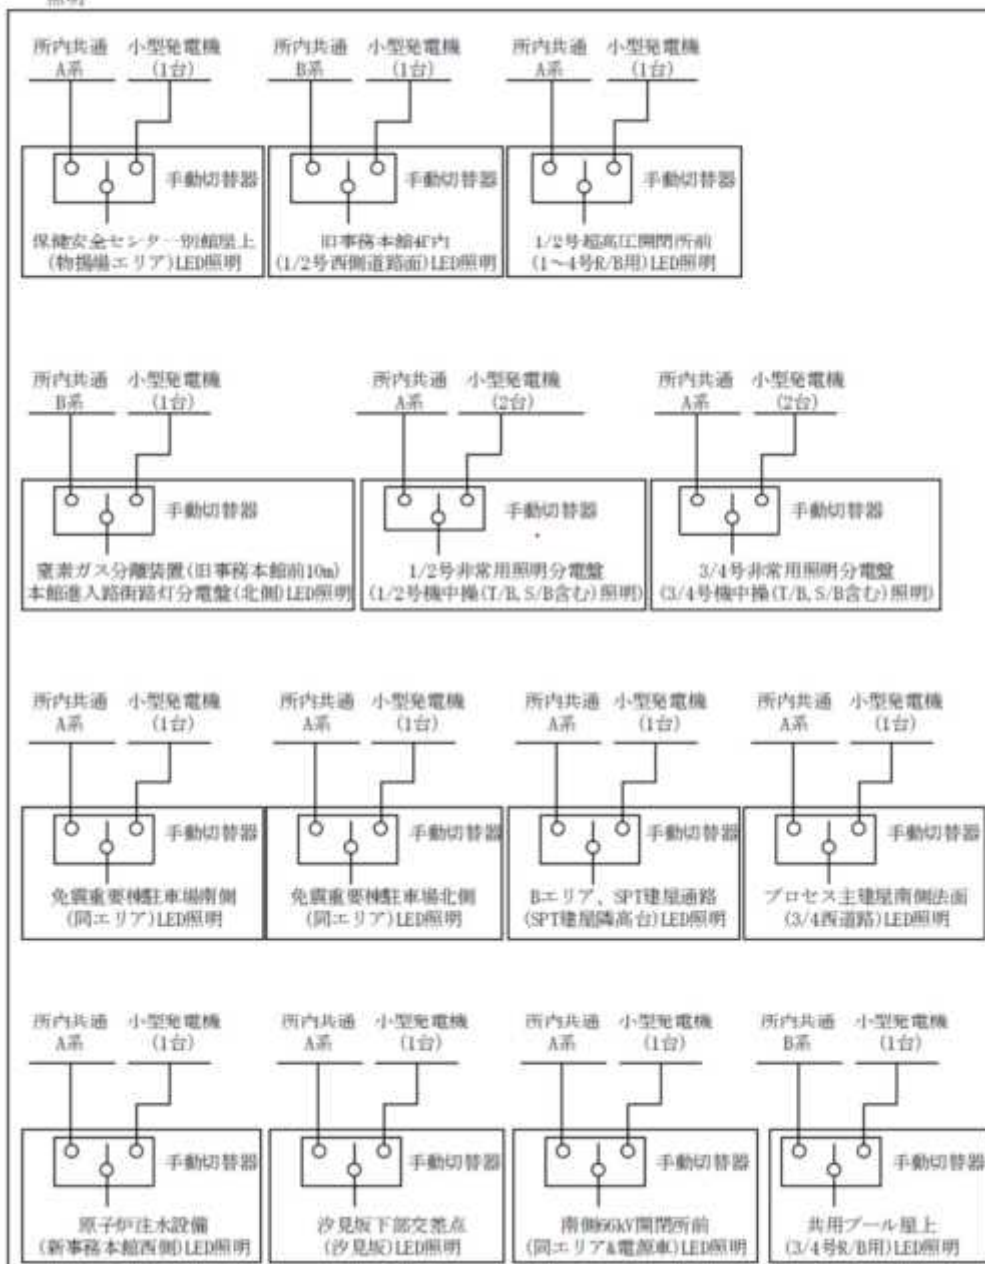 照明
所内共通 小型発電機
A系 (1台)
手動切替器
保健安全センター別館屋上
(物揚場エリア)LED照明
所内共通 小型発電機
B系 (1台)
手動切替器
旧事務本館4F内
(1/2号西側道路面)LED照明
所内共通 小型発電機
A系 (1台)
手動切替器
1/2号超高圧開閉所前
(1～4号R/B用)LED照明
所内共通 小型発電機
B系 (1台)
手動切替器
窒素ガス分離装置(旧事務本館前10m)
本館進入路街路灯分電盤(北側)LED照明
所内共通 小型発電機
A系 (2台)
手動切替器
1/2号非常用照明分電盤
(1/2号機中操(T/B,S/B含む)照明)
所内共通 小型発電機
A系 (2台)
手動切替器
3/4号非常用照明分電盤
(3/4号機中操(T/B,S/B含む)照明)
所内共通 小型発電機
A系 (1台)
手動切替器
免震重要棟駐車場南側
(同エリア)LED照明
所内共通 小型発電機
A系 (1台)
手動切替器
免震重要棟駐車場北側
(同エリア)LED照明
所内共通 小型発電機
A系 (1台)
手動切替器
Bエリア、SPT建屋通路
(SPT建屋隣高台)LED照明
所内共通 小型発電機
A系 (1台)
手動切替器
プロセス主建屋南側法面
(3/4西道路)LED照明
所内共通 小型発電機
A系 (1台)
手動切替器
原子炉注水設備
(新事務本館西側)LED照明
所内共通 小型発電機
A系 (1台)
手動切替器
汐見坂下部交差点
(汐見坂)LED照明
所内共通 小型発電機
A系 (1台)
手動切替器
南側66kV開閉所前
(同エリア&電源車)LED照明
所内共通 小型発電機
B系 (1台)
手動切替器
共用プール屋上
(3/4号R/B用)LED照明